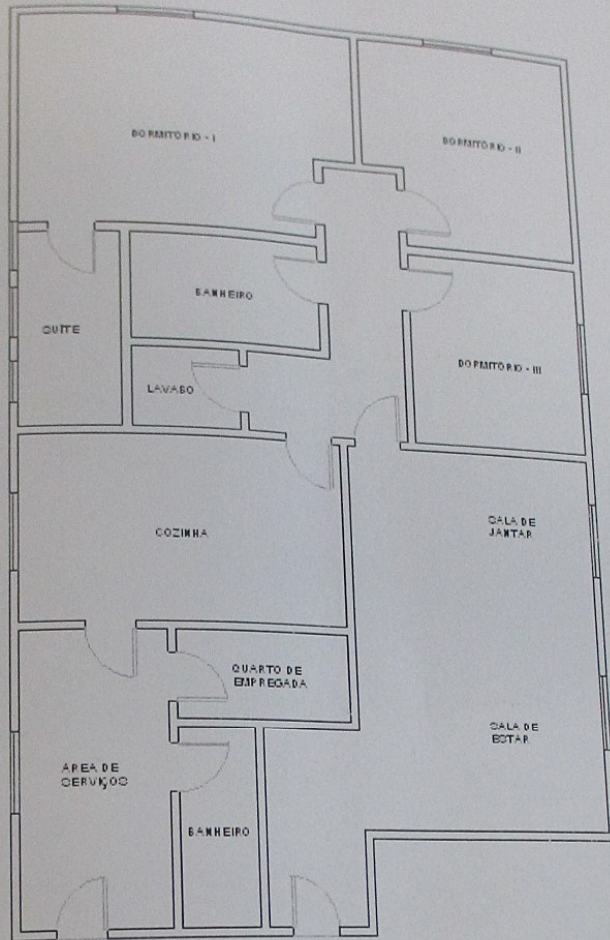 DORMITÓRIO - I
DORMITÓRIO - II
BANHEIRO
SUÍTE
DORMITÓRIO - III
LAVABO
COZINHA
SALA DE
JANTAR
QUARTO DE
EMPREGADA
SALA DE
ESTAR
ÁREA DE
SERVIÇOS
BANHEIRO